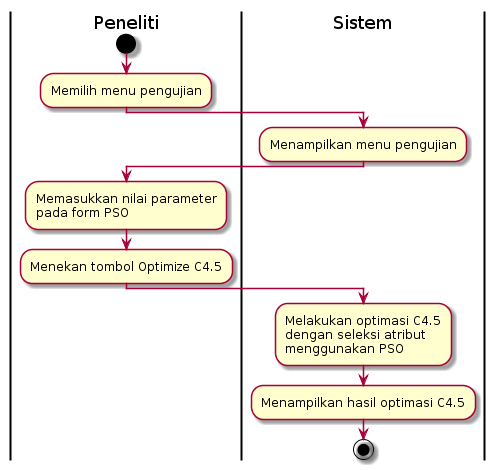 Peneliti
Sistem
Memilih menu pengujian
Menampilkan menu pengujian
Memasukkan nilai parameter
pada form PSO
Menekan tombol Optimize C4.5
Melakukan optimasi C4.5
dengan seleksi atribut
menggunakan PSO
Menampilkan hasil optimasi C4.5